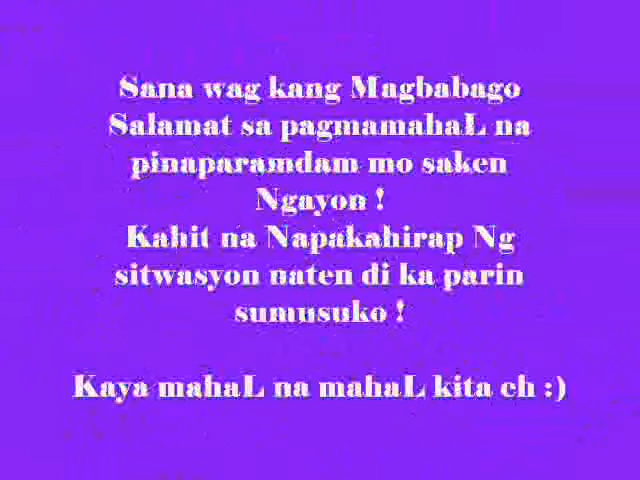 Sana wag kang Magbabago
Salamat sa pagmamahaL na
pinaparamdam mo saken
Ngayon !
Kahit na Napakahirap Ng
sitwasyon naten di ka parin
sumusuko !
Kaya mahaL na mahaL kita eh :)